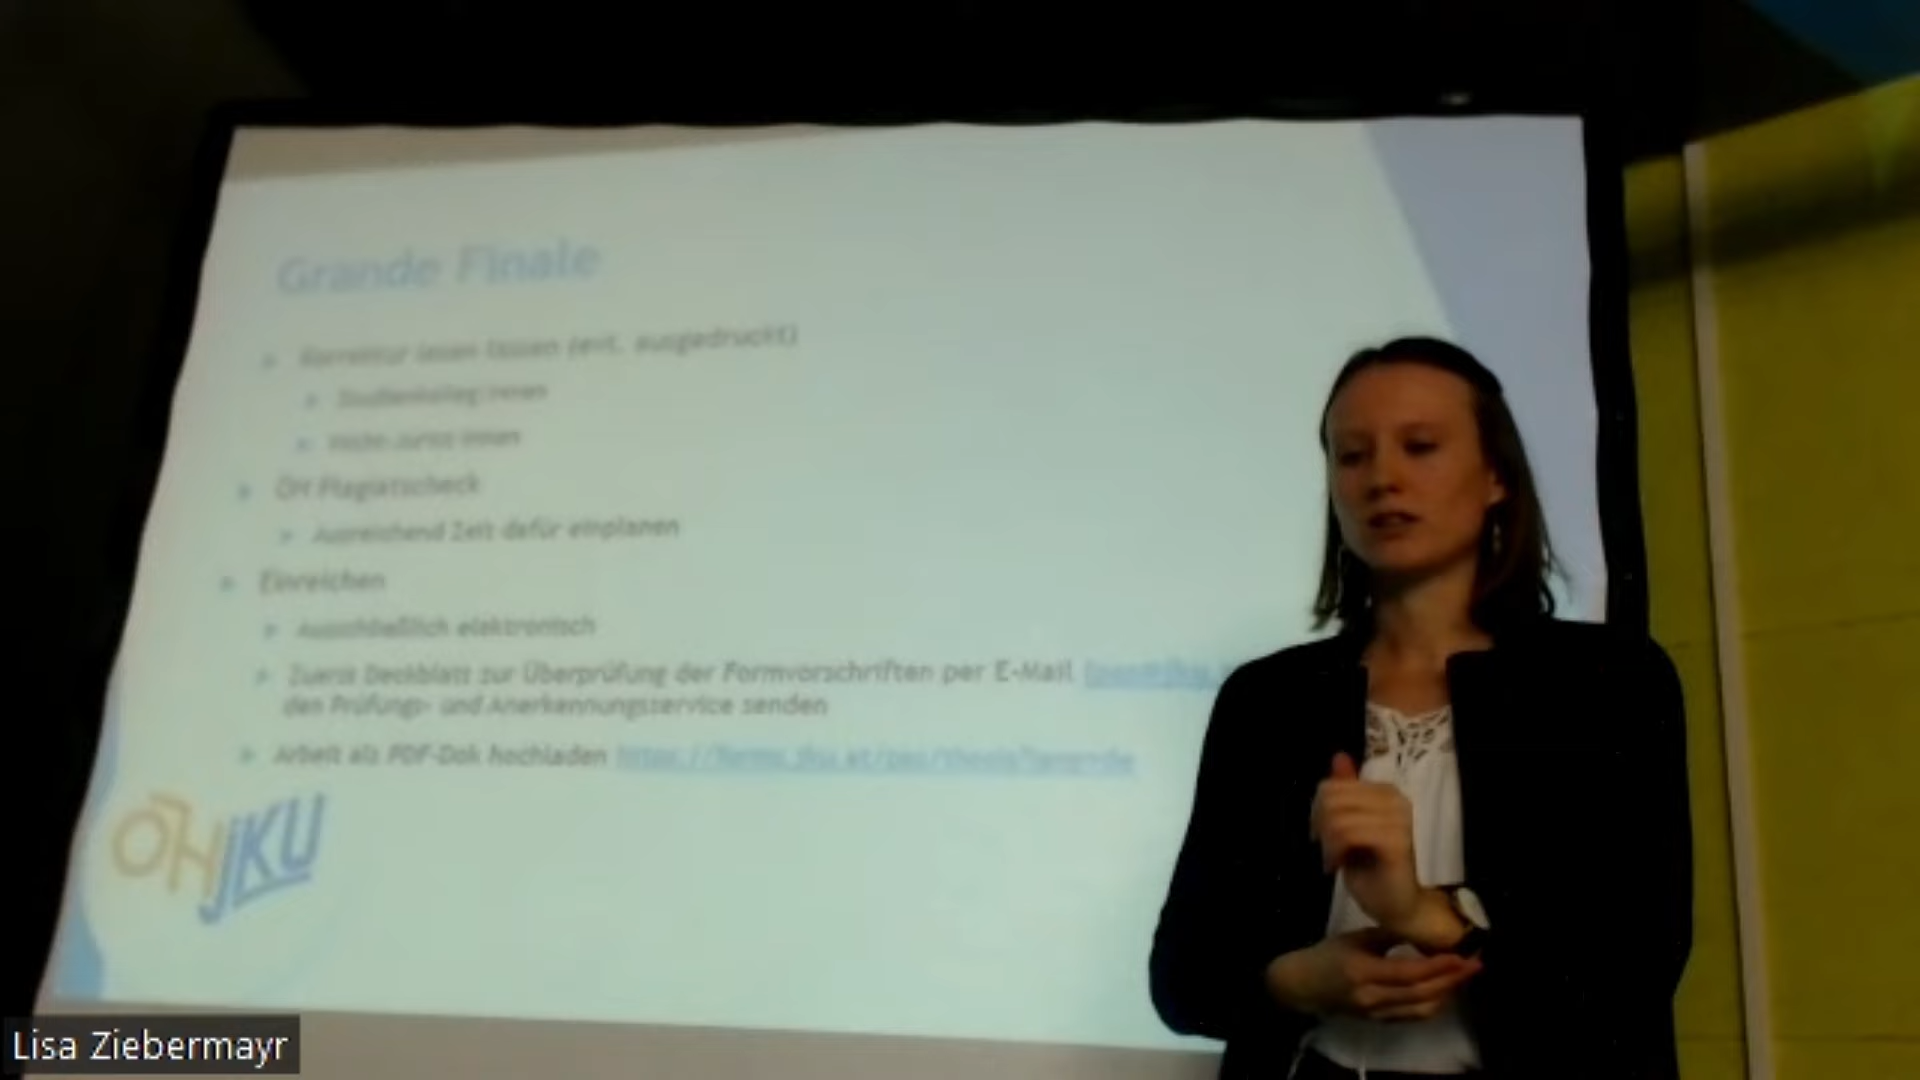 Grande Finale
Korrektur lesen lassen (evt. ausgedruckt)
Studienkolleg:innen
Nicht-Jurist:innen
ÖH Plagiatscheck
Ausreichend Zeit dafür einplanen
Einreichen
Ausschließlich elektronisch
Zuerst Deckblatt zur Überprüfung der Formvorschriften per E-Mail
den Prüfungs- und Anerkennungsservice senden
Arbeit als PDF-Dok hochladen
ÖH JKU
Lisa Ziebermayr